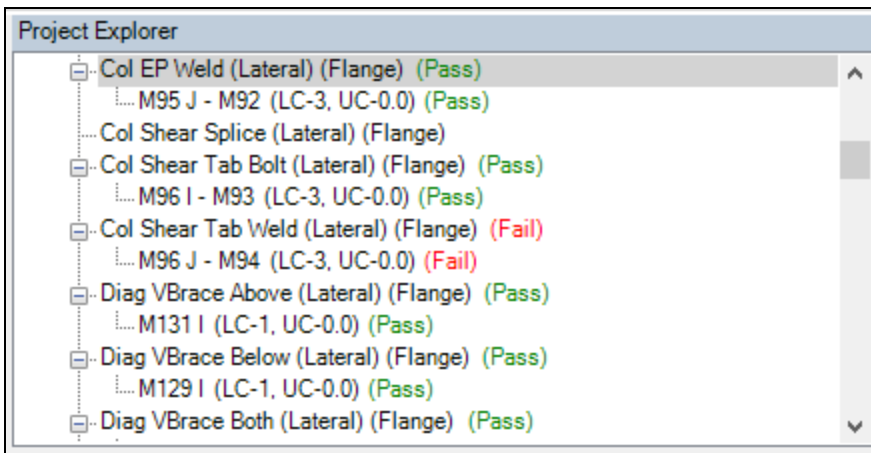 Project Explorer
Col EP Weld (Lateral) (Flange) (Pass)
M95 J - M92 (LC-3, UC-0.0) (Pass)
Col Shear Splice (Lateral) (Flange)
Col Shear Tab Bolt (Lateral) (Flange) (Pass)
M96 I - M93 (LC-3, UC-0.0) (Pass)
Col Shear Tab Weld (Lateral) (Flange) (Fail)
M96 J - M94 (LC-3, UC-0.0) (Fail)
Diag VBrace Above (Lateral) (Flange) (Pass)
M131 I (LC-1, UC-0.0) (Pass)
Diag VBrace Below (Lateral) (Flange) (Pass)
M129 I (LC-1, UC-0.0) (Pass)
Diag VBrace Both (Lateral) (Flange) (Pass)